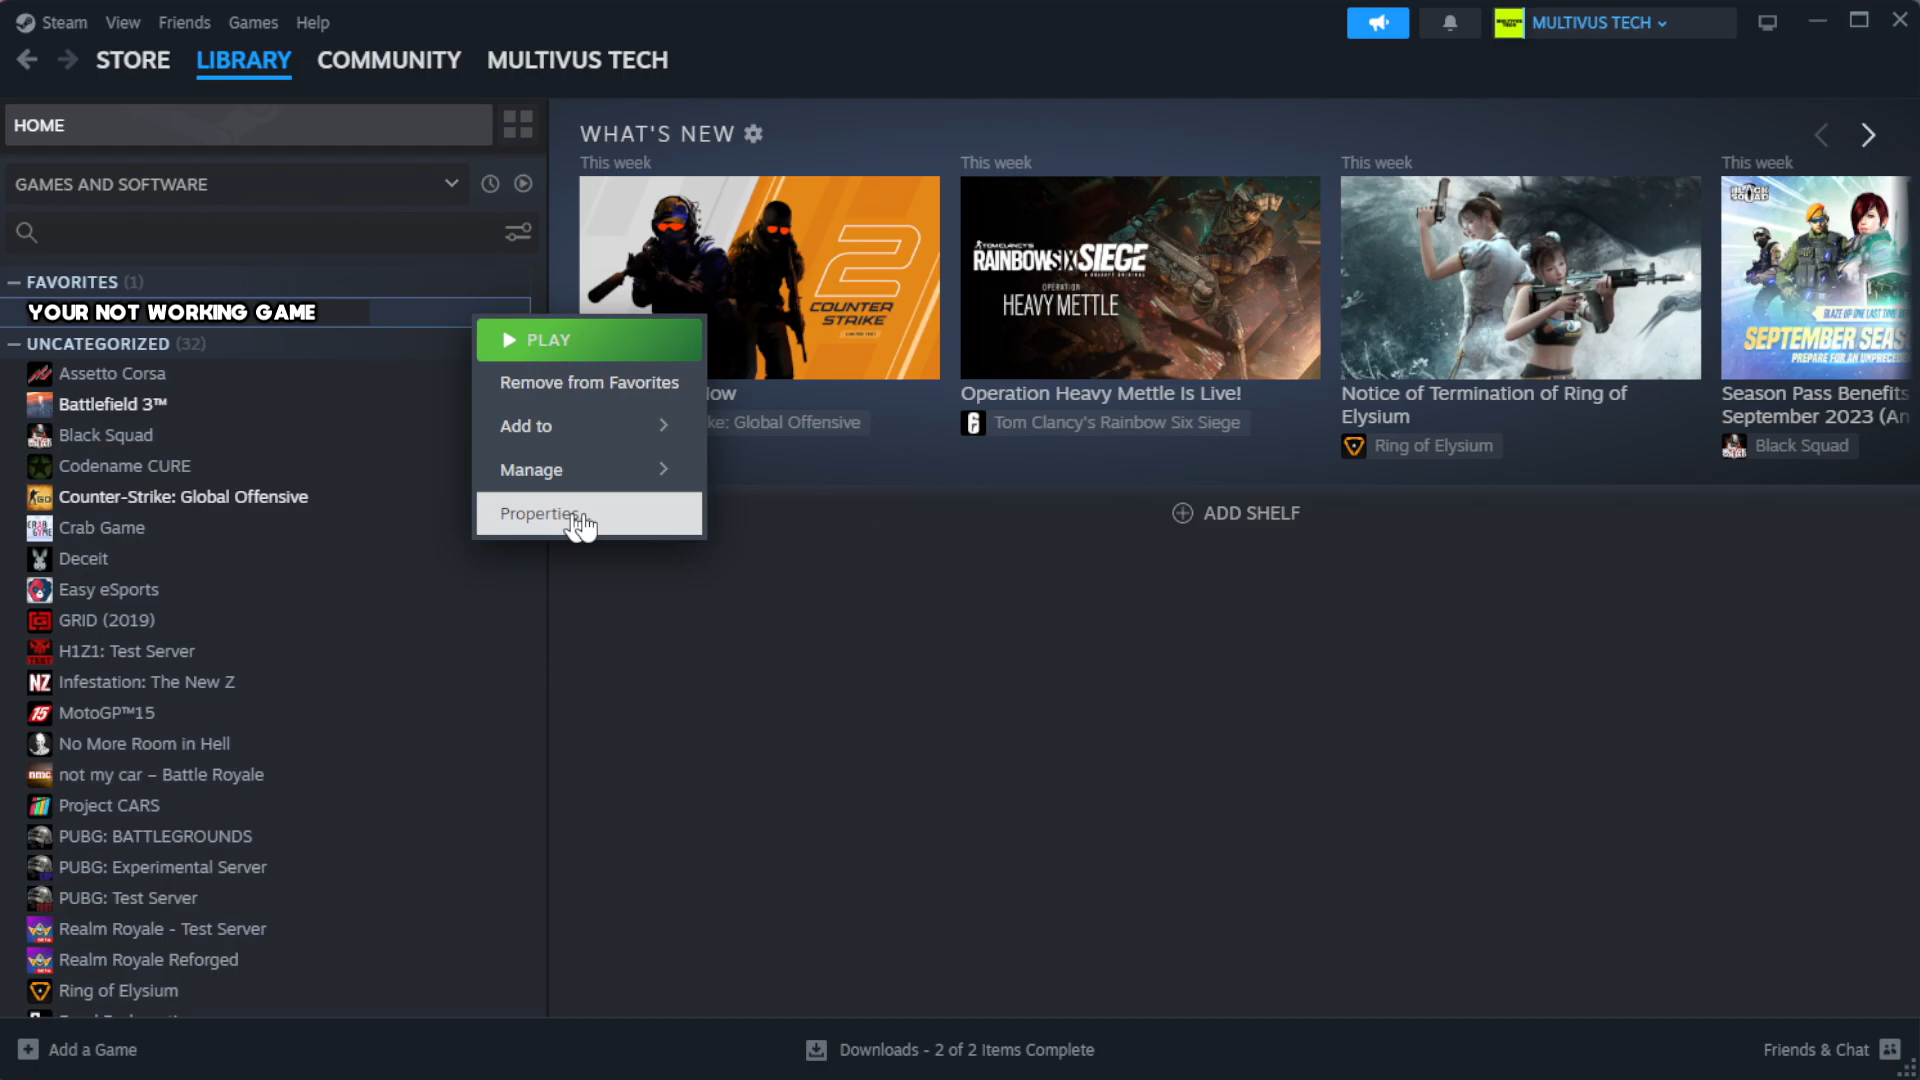 Steam View Friends Games Help
MULTIVUS TECH
STORE LIBRARY COMMUNITY MULTIVUS TECH
HOME
WHAT'S NEW
GAMES AND SOFTWARE
This week
This week
This week
This week
2
COUNTER
STRIKE
TOM CLANCY'S
RAINBOW SIX SIEGE
OPERATION
HEAVY METTLE
BLACK
SQUAD
SEPTEMBER SEAS
FAVORITES (1)
YOUR NOT WORKING GAME
UNCATEGORIZED (32)
PLAY
Remove from Favorites
Add to
Manage
Properties
ke: Global Offensive
Operation Heavy Mettle Is Live!
Tom Clancy's Rainbow Six Siege
Notice of Termination of Ring of
Elysium
Ring of Elysium
Season Pass Benefits
September 2023 (An
Black Squad
ADD SHELF
Assetto Corsa
Battlefield 3™
Black Squad
Codename CURE
Counter-Strike: Global Offensive
Crab Game
Deceit
Easy eSports
GRID (2019)
H1Z1: Test Server
Infestation: The New Z
MotoGP™15
No More Room in Hell
not my car – Battle Royale
Project CARS
PUBG: BATTLEGROUNDS
PUBG: Experimental Server
PUBG: Test Server
Realm Royale - Test Server
Realm Royale Reforged
Ring of Elysium
Add a Game
Downloads - 2 of 2 Items Complete
Friends & Chat